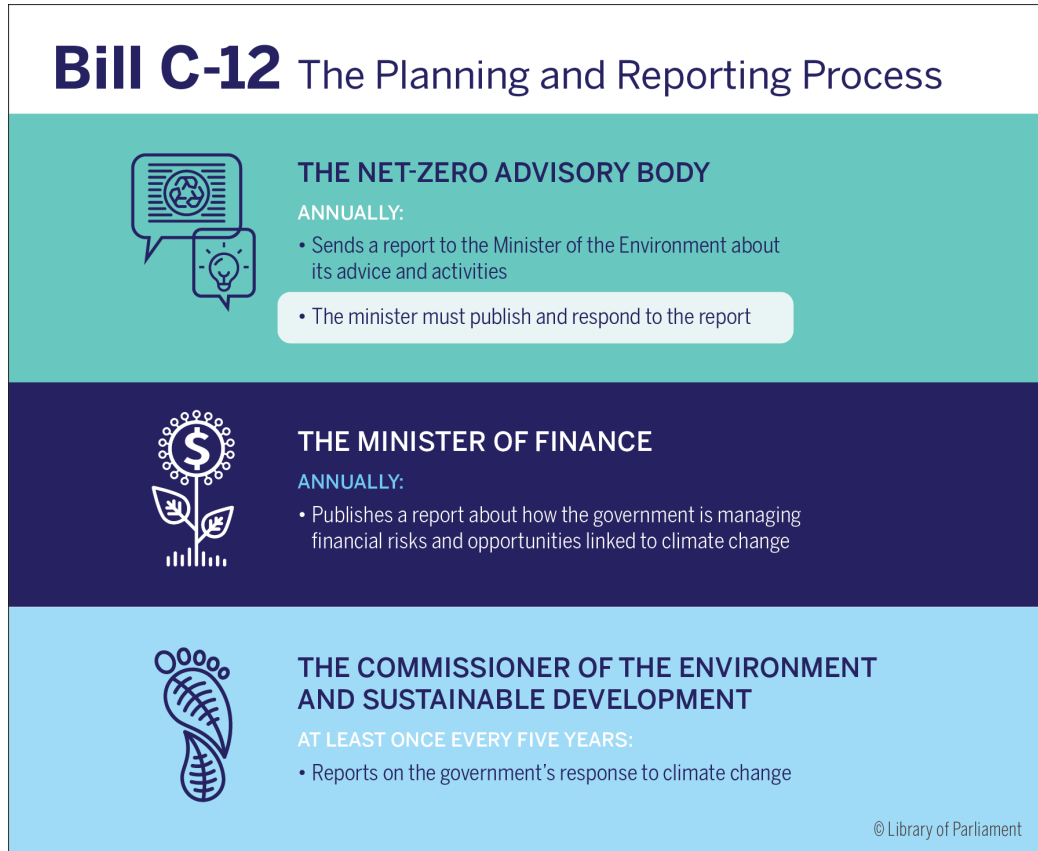 Bill C-12 The Planning and Reporting Process
THE NET-ZERO ADVISORY BODY
ANNUALLY:
• Sends a report to the Minister of the Environment about
its advice and activities
• The minister must publish and respond to the report
$
THE MINISTER OF FINANCE
ANNUALLY:
• Publishes a report about how the government is managing
financial risks and opportunities linked to climate change
THE COMMISSIONER OF THE ENVIRONMENT
AND SUSTAINABLE DEVELOPMENT
AT LEAST ONCE EVERY FIVE YEARS:
• Reports on the government’s response to climate change
© Library of Parliament